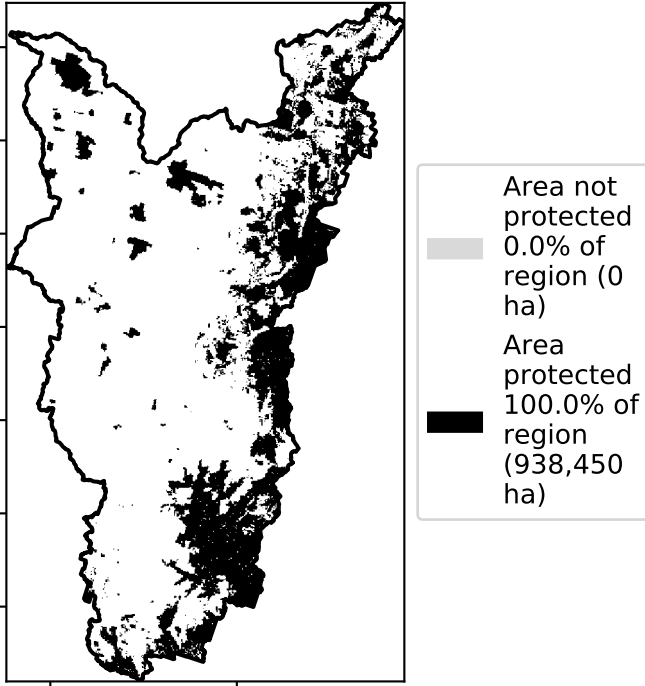 Area not
protected
0.0% of
region (0
ha)
Area
protected
100.0% of
region
(938,450
ha)